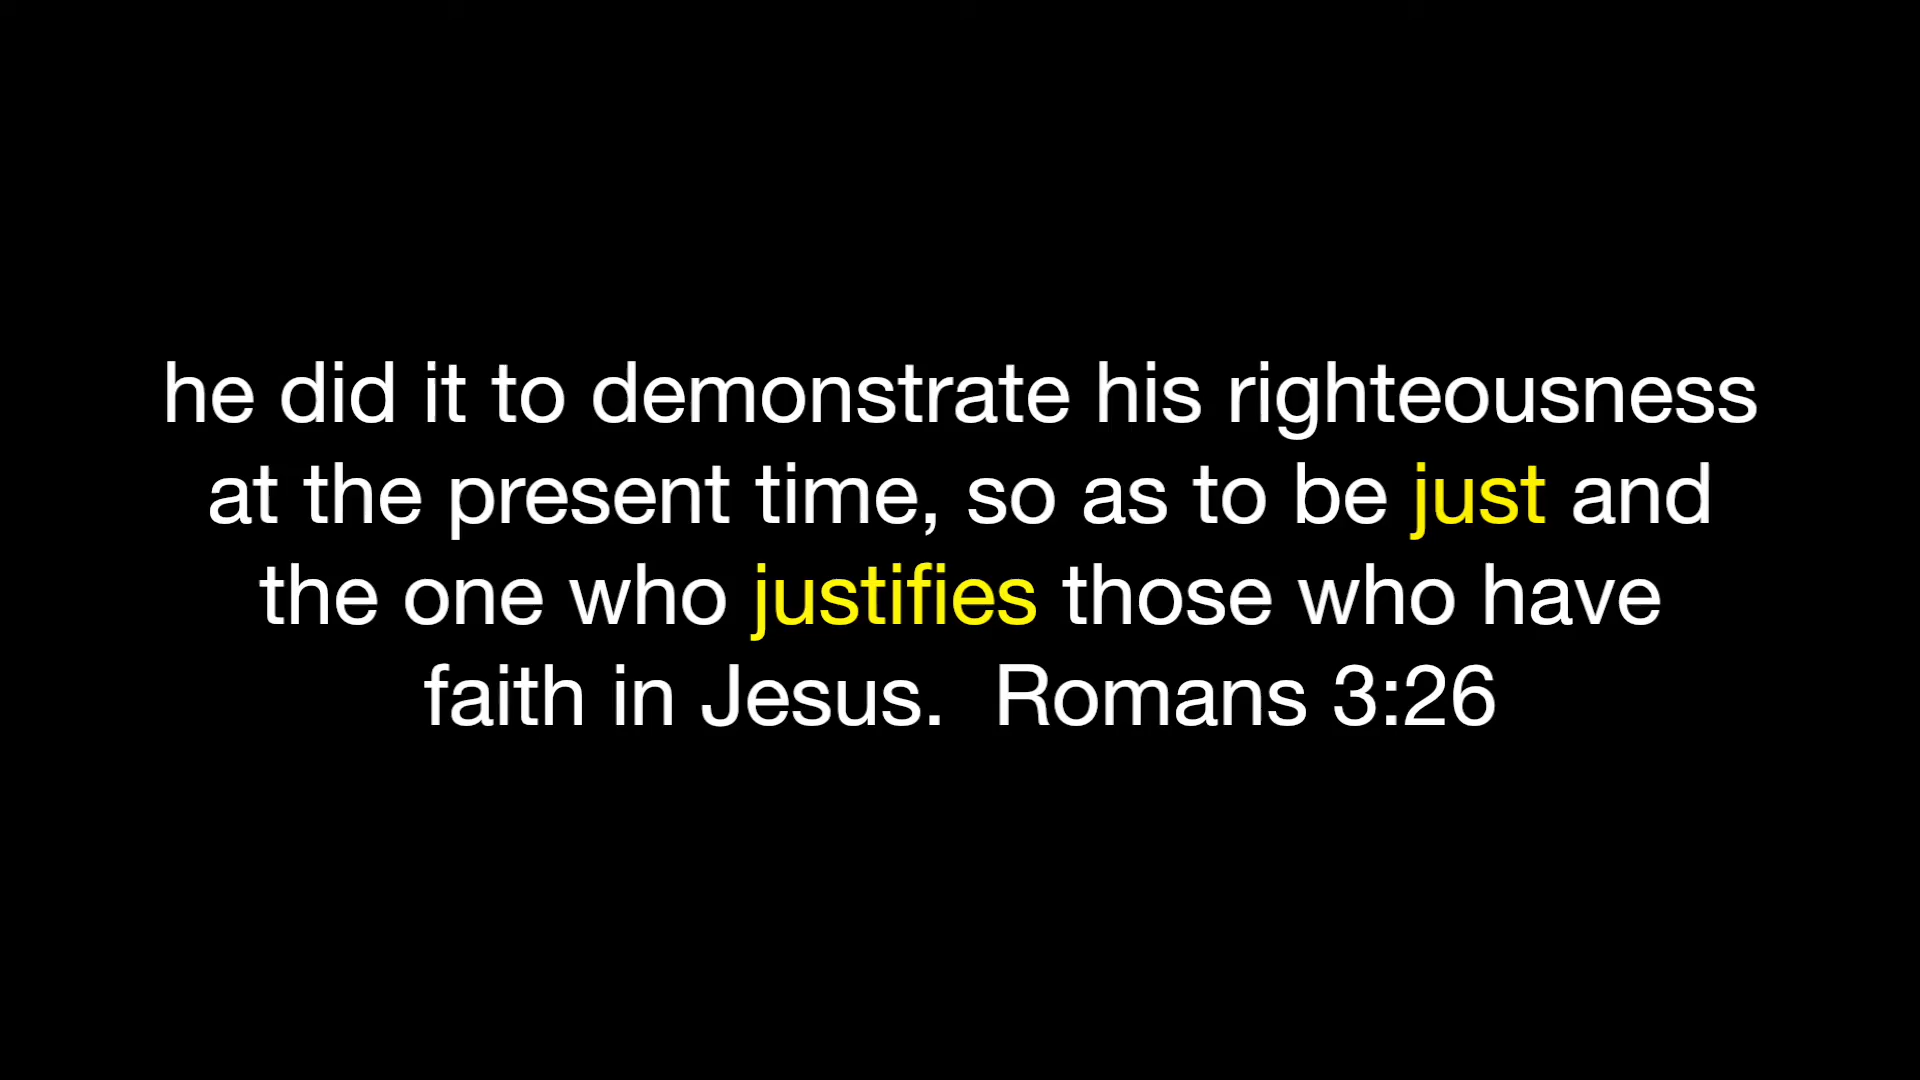 he did it to demonstrate his righteousness
at the present time, so as to be just and
the one who justifies those who have
faith in Jesus.  Romans 3:26